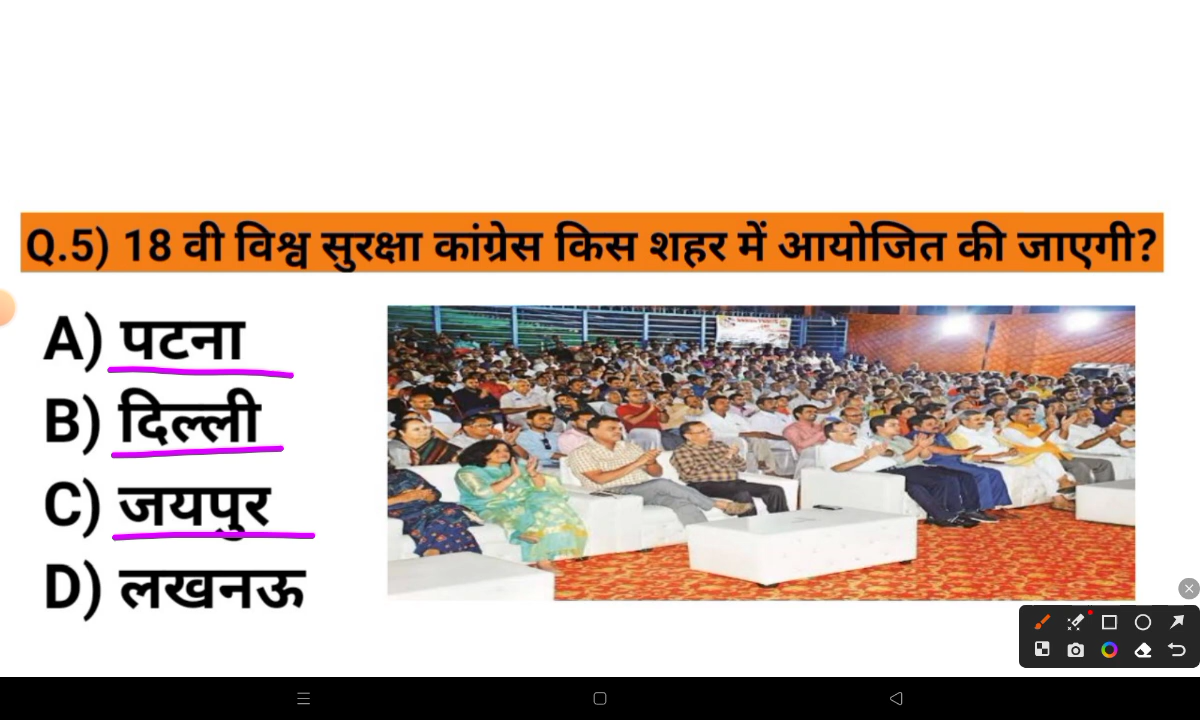 Q.5) 18 वी विश्व सुरक्षा कांग्रेस किस शहर में आयोजित की जाएगी?
A) पटना
B) दिल्ली
C) जयपुर
D) लखनऊ